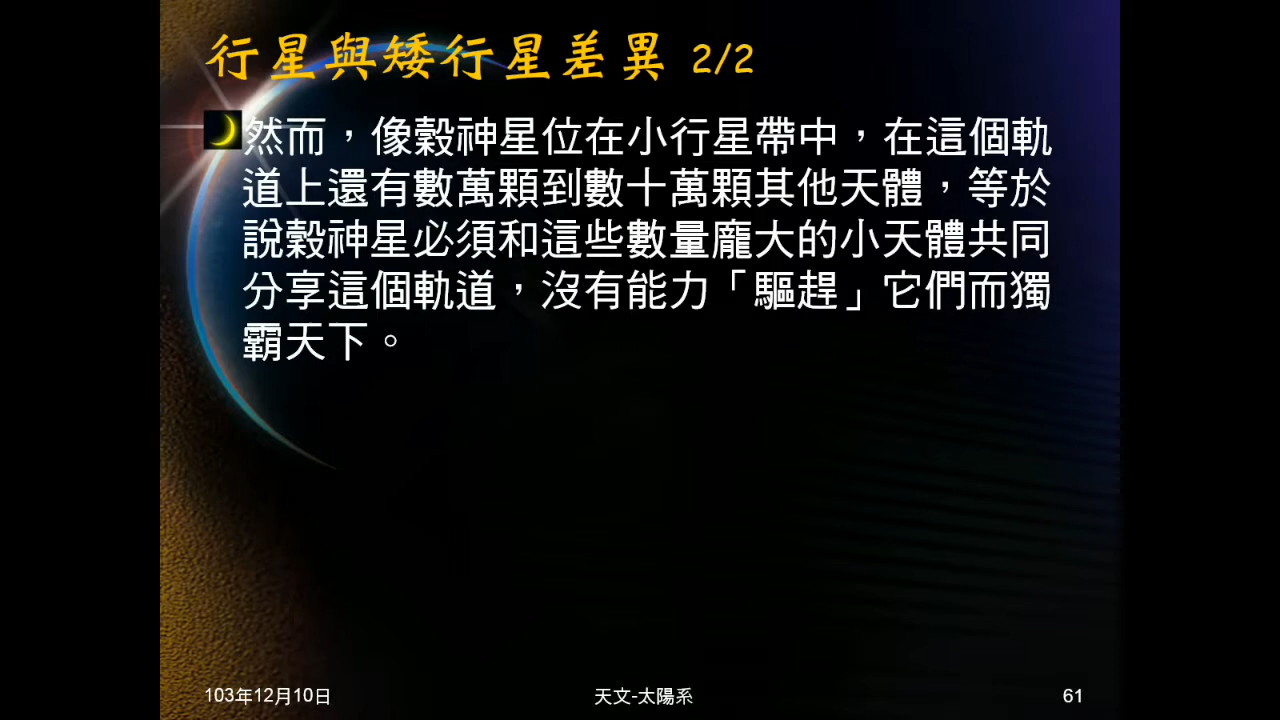 行星與矮行星差異 2/2
然而，像穀神星位在小行星帶中，在這個軌
道上還有數萬顆到數十萬顆其他天體，等於
說穀神星必須和這些數量龐大的小天體共同
分享這個軌道，沒有能力「驅趕」它們而獨
霸天下。
103年12月10日
天文-太陽系
61